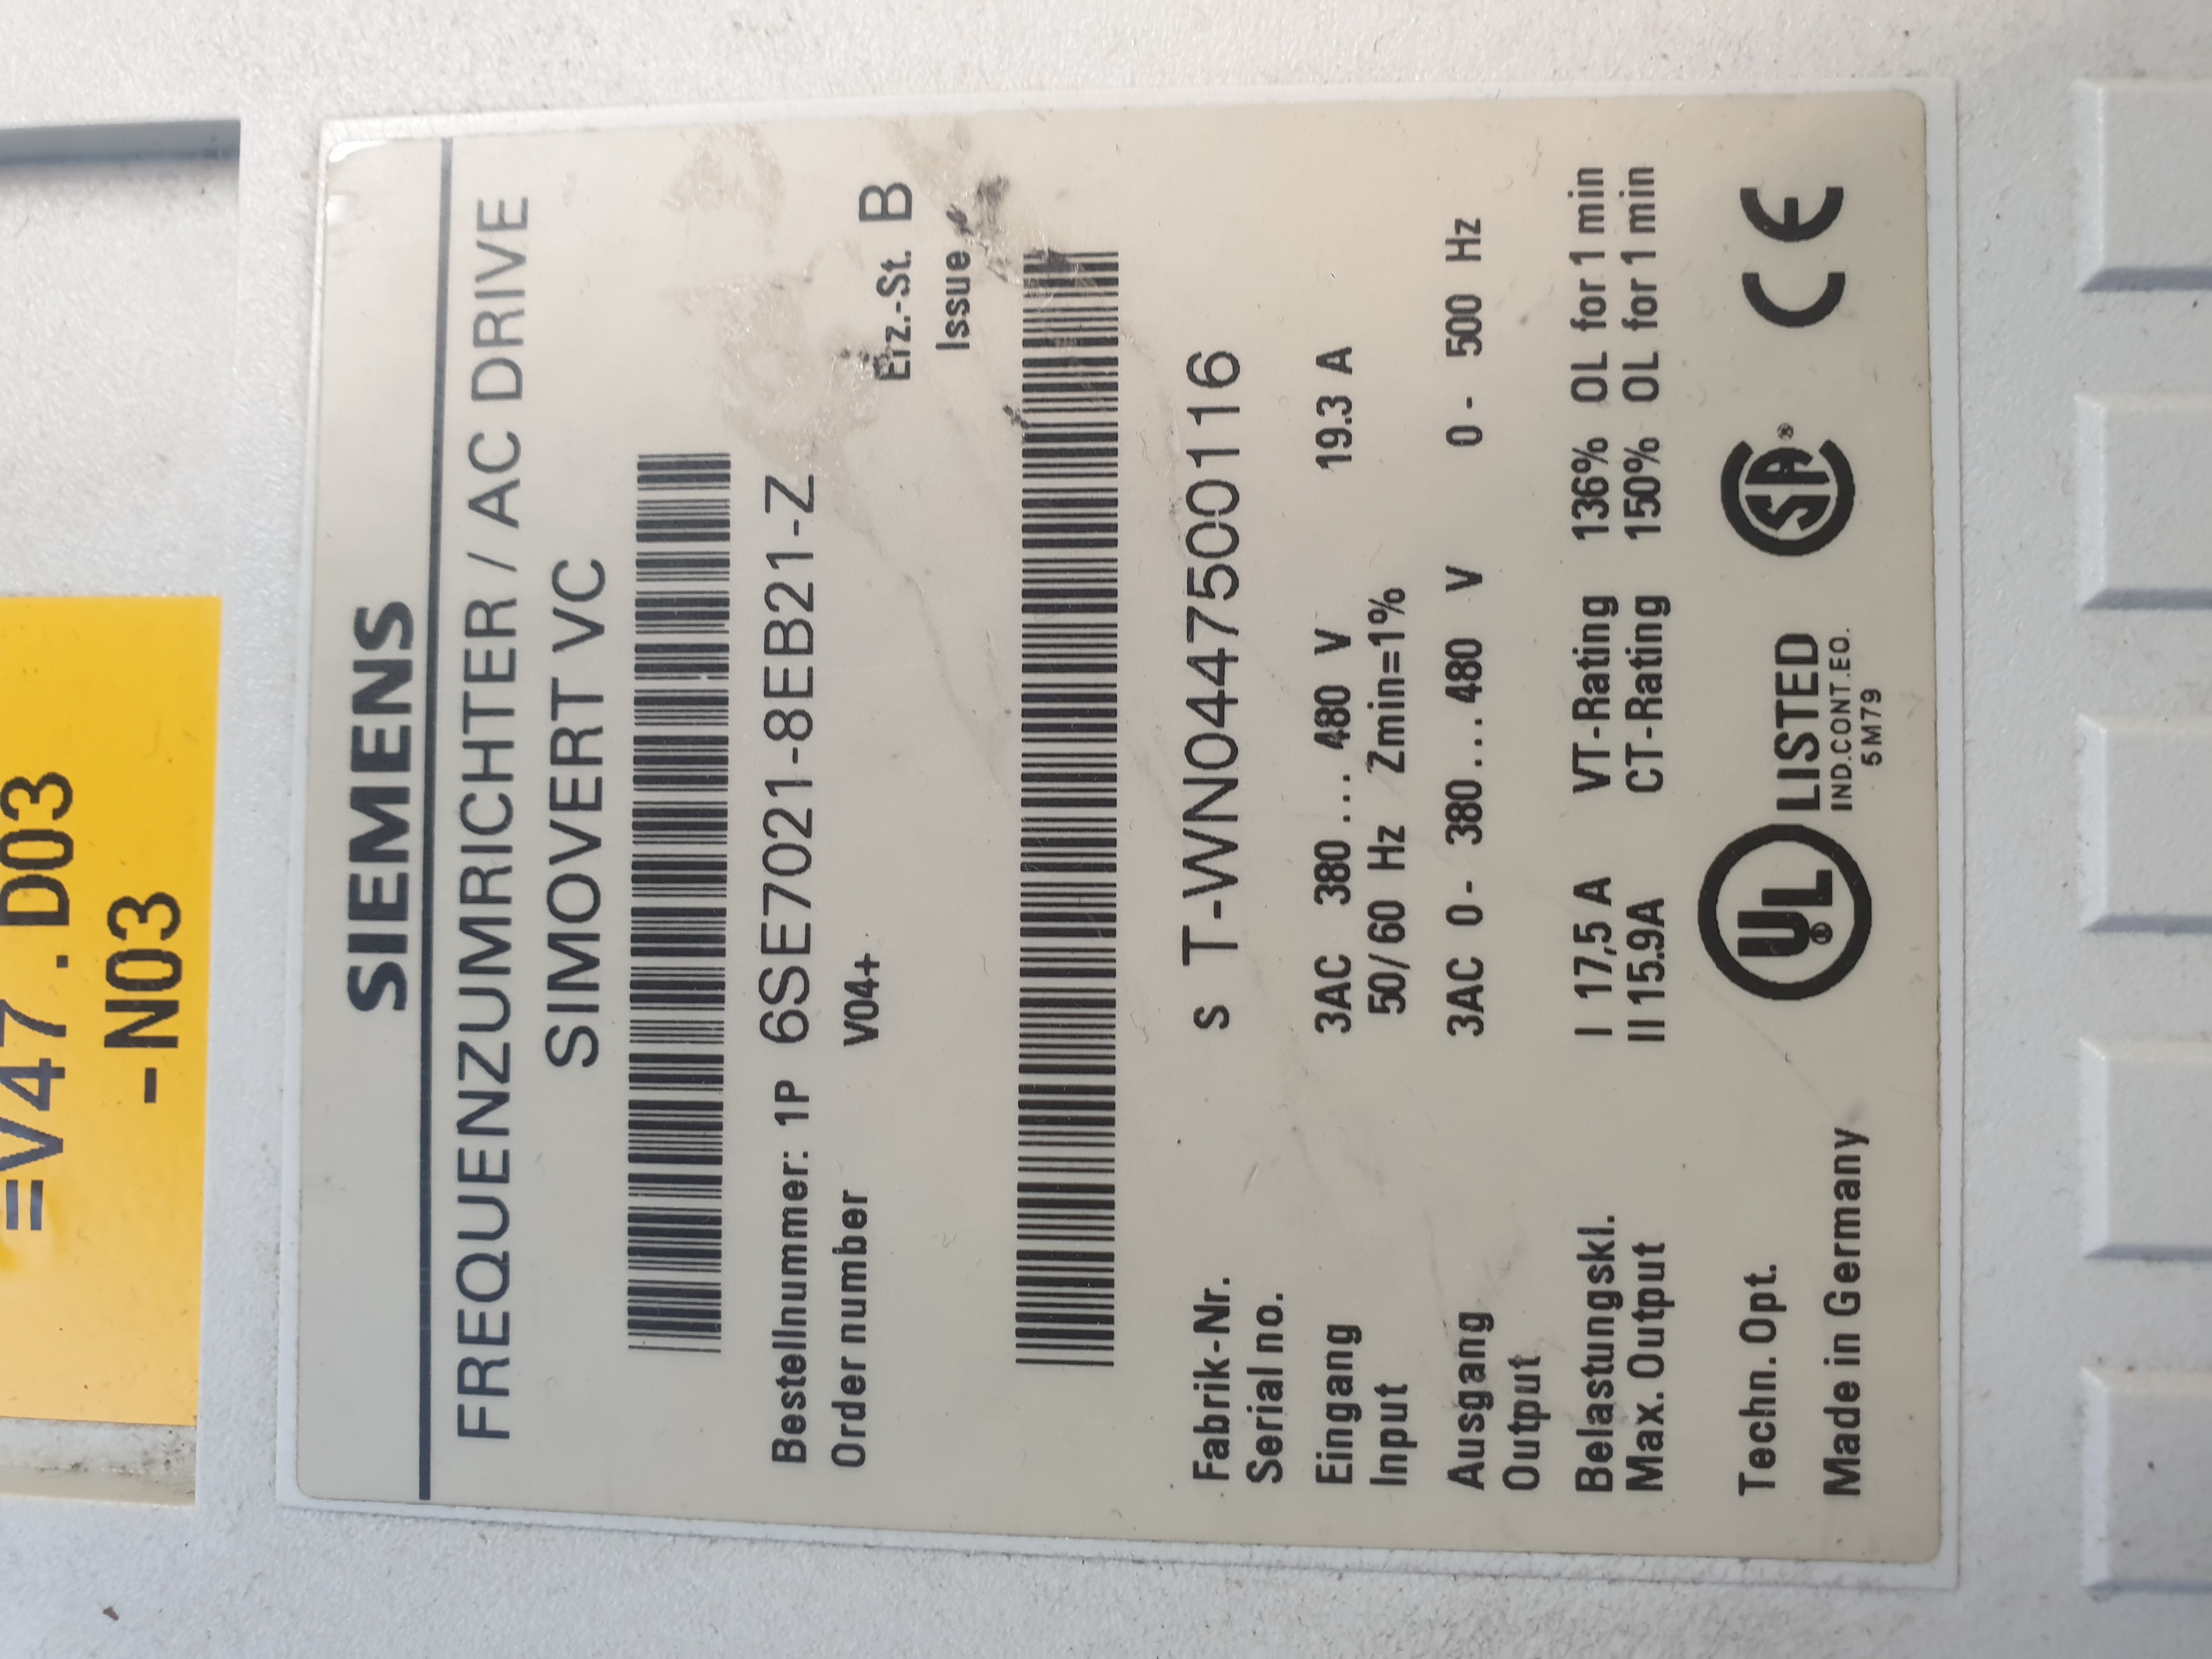 =V47.D03
-N03
SIEMENS
FREQUENZUMRICHTER / AC DRIVE
SIMOVERT VC
Bestellnummer: 1P 6SE7021-8EB21-Z
Order number V04+
Erz.-St. B
Issue
Fabrik-Nr. S T-WN0447500116
Serial no.
Eingang 3AC 380.... 480 V 19.3 A
Input 50/60 Hz Zmin=1%
Ausgang 3AC 0- 380...480 V 0- 500 Hz
Output
Belastungskl. I 17,5 A VT-Rating 136% OL for 1 min
Max. Output II 15.9A CT-Rating 150% OL for 1 min
Techn. Opt.
Made in Germany
UL ® LISTED
IND.CONT.EQ.
5M79
SA ®
CE